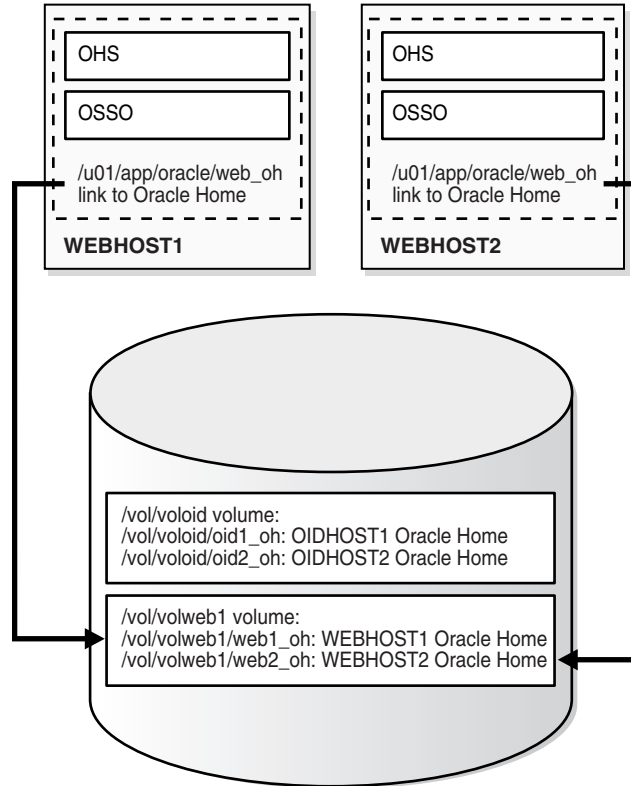 OHS
OSSO
/u01/app/oracle/web_oh
link to Oracle Home
WEBHOST1
OHS
OSSO
/u01/app/oracle/web_oh
link to Oracle Home
WEBHOST2
/vol/voloid volume:
/vol/voloid/oid1_oh: OIDHOST1 Oracle Home
/vol/voloid/oid2_oh: OIDHOST2 Oracle Home
/vol/volweb1 volume:
/vol/volweb1/web1_oh: WEBHOST1 Oracle Home
/vol/volweb1/web2_oh: WEBHOST2 Oracle Home